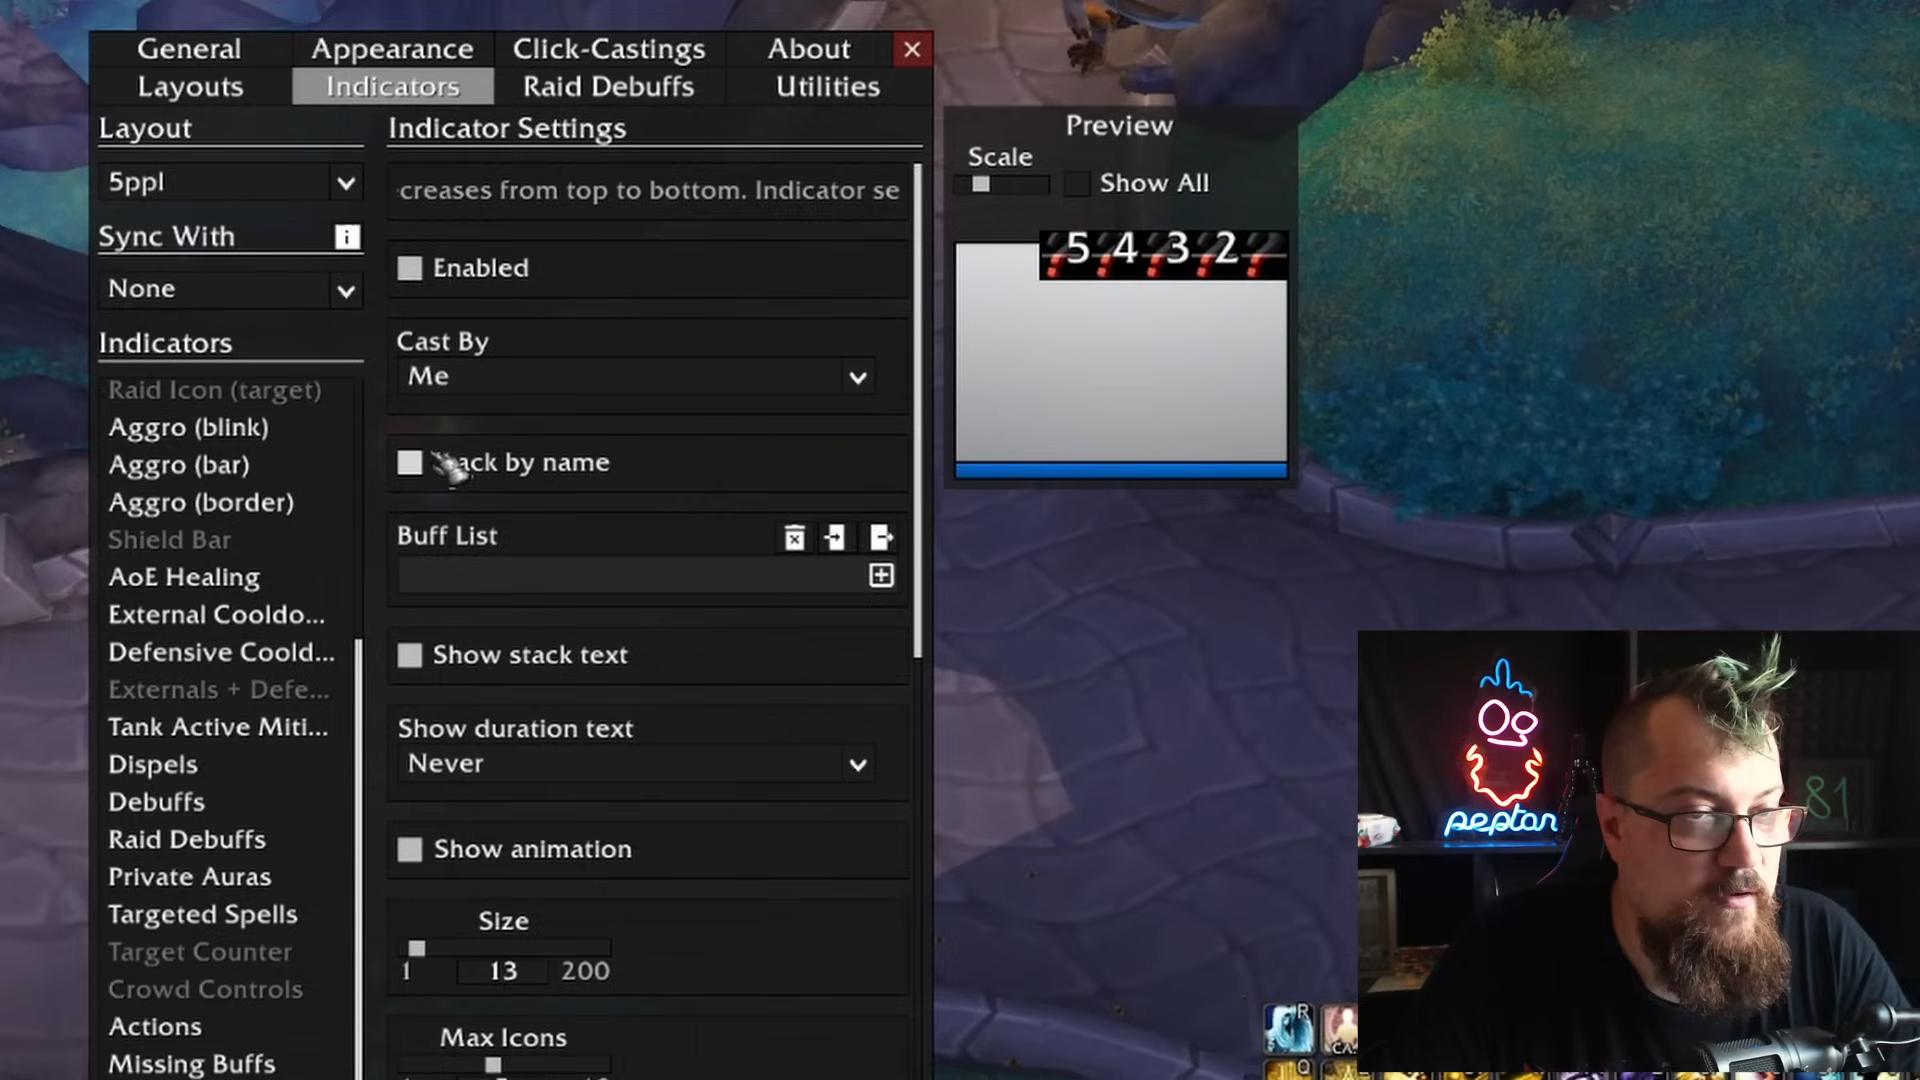 General Appearance Click-Castings About
Layouts Indicators Raid Debuffs Utilities
Layout
5ppl
Sync With
None
Indicators
Raid Icon (target)
Aggro (blink)
Aggro (bar)
Aggro (border)
Shield Bar
AoE Healing
External Cooldo...
Defensive Coold...
Externals + Defe...
Tank Active Miti...
Dispels
Debuffs
Raid Debuffs
Private Auras
Targeted Spells
Target Counter
Crowd Controls
Actions
Missing Buffs
Indicator Settings
creases from top to bottom. Indicator se
Enabled
Cast By
Me
by name
Buff List
Show stack text
Show duration text
Never
Show animation
Size
1 13 200
Max Icons
Preview
Scale
Show All
5 4 3 2
peptar
81
R
Q